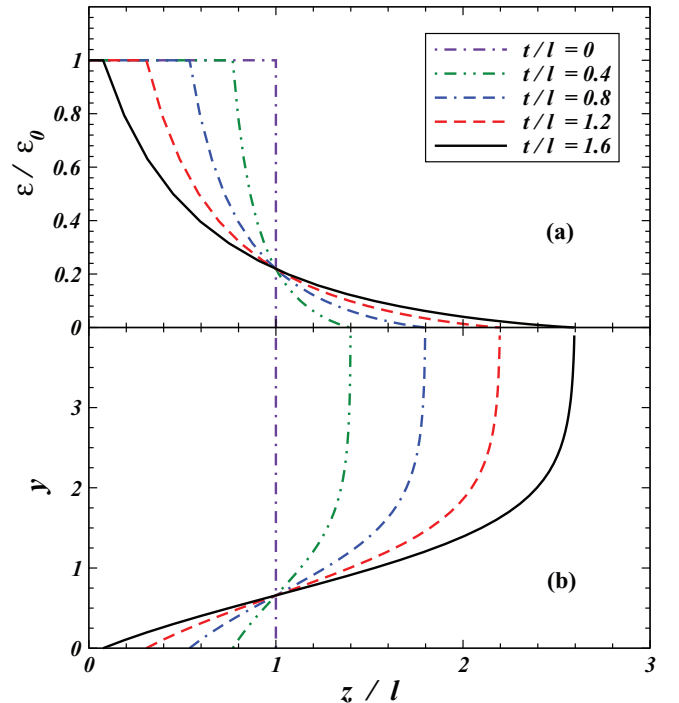 1
0.8
0.6
0.4
0.2
0
ε / ε0
t / l = 0
t / l = 0.4
t / l = 0.8
t / l = 1.2
t / l = 1.6
(a)
3
2
1
0
y
(b)
0 1 2 3
z / l